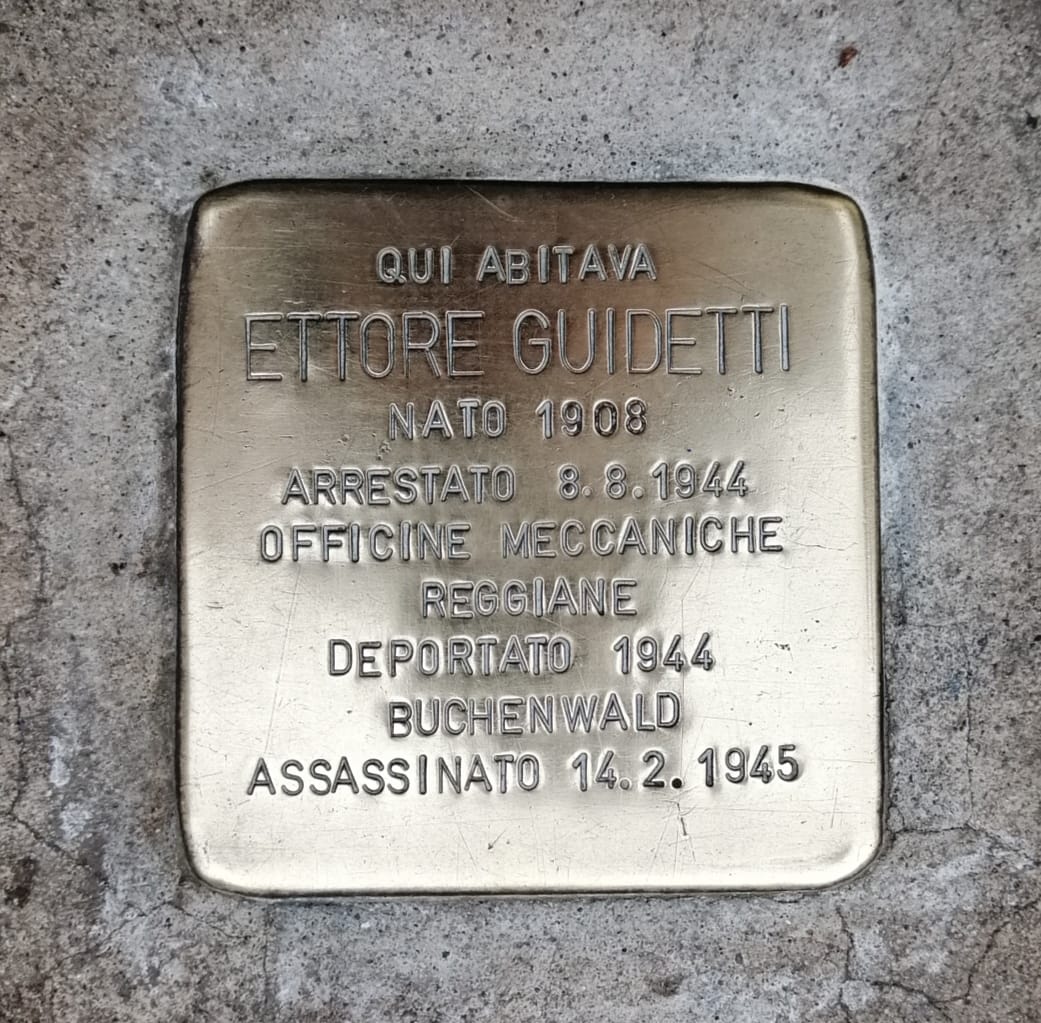 QUI ABITAVA
ETTORE GUIDETTI
NATO 1908
ARRESTATO 8.8.1944
OFFICINE MECCANICHE
REGGIANE
DEPORTATO 1944
BUCHENWALD
ASSASSINATO 14.2.1945